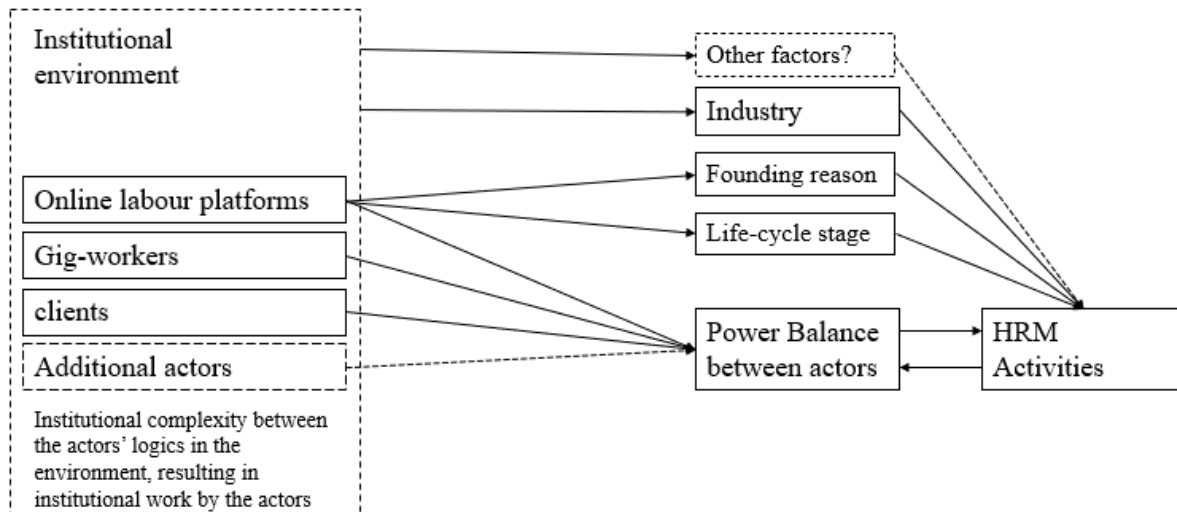 Institutional
environment
Online labour platforms
Gig-workers
clients
Additional actors
Institutional complexity between
the actors’ logics in the
environment, resulting in
institutional work by the actors
Other factors?
Industry
Founding reason
Life-cycle stage
Power Balance
between actors
HRM
Activities